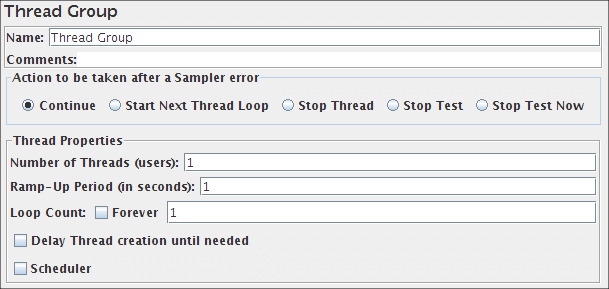 Thread Group
Name: Thread Group
Comments:
Action to be taken after a Sampler error
Continue Start Next Thread Loop Stop Thread Stop Test Stop Test Now
Thread Properties
Number of Threads (users): 1
Ramp-Up Period (in seconds): 1
Loop Count: Forever 1
Delay Thread creation until needed
Scheduler